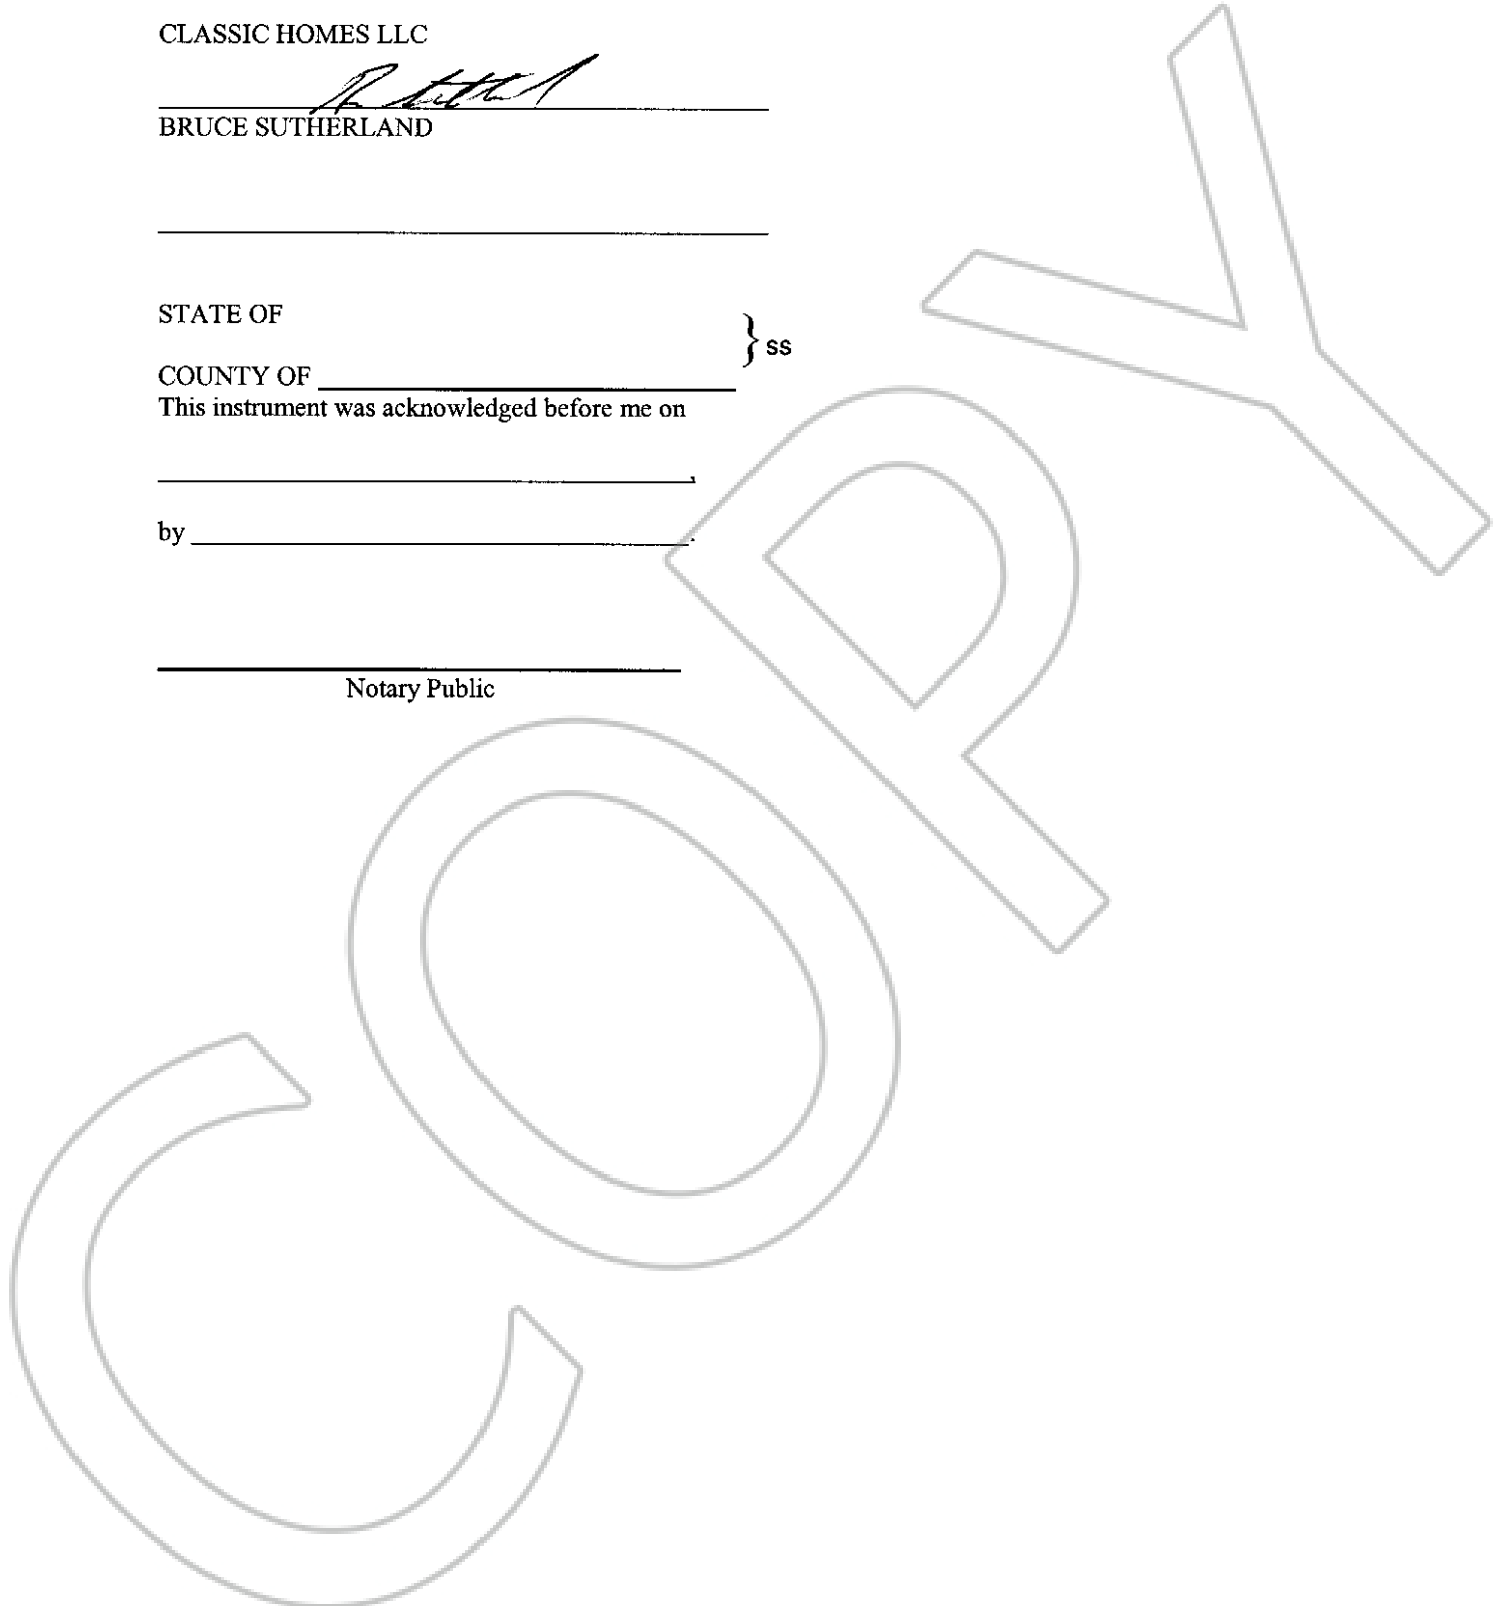 CLASSIC HOMES LLC
BRUCE SUTHERLAND
STATE OF
} ss
COUNTY OF
This instrument was acknowledged before me on
,
by .
Notary Public
COPY